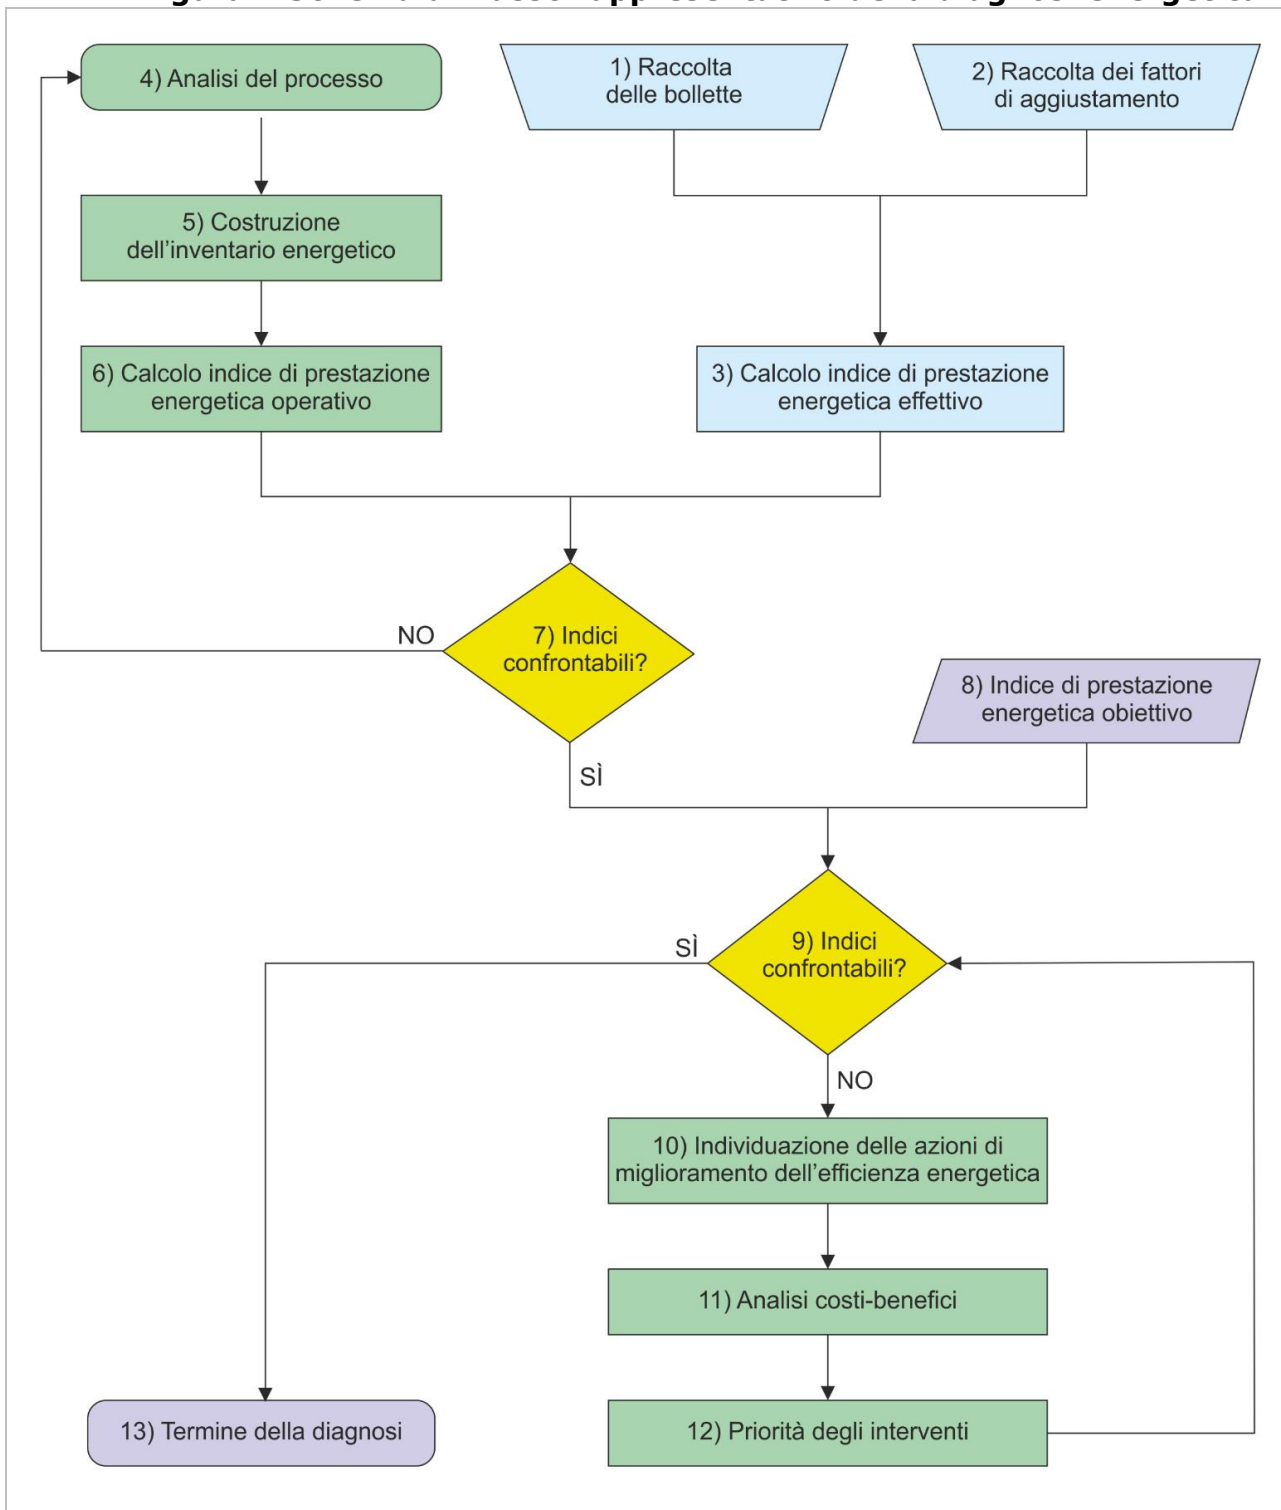 4) Analisi del processo
1) Raccolta
delle bollette
2) Raccolta dei fattori
di aggiustamento
5) Costruzione
dell’inventario energetico
6) Calcolo indice di prestazione
energetica operativo
3) Calcolo indice di prestazione
energetica effettivo
NO
7) Indici
confrontabili?
8) Indice di prestazione
energetica obiettivo
SÌ
SÌ
9) Indici
confrontabili?
NO
10) Individuazione delle azioni di
miglioramento dell’efficienza energetica
11) Analisi costi-benefici
13) Termine della diagnosi
12) Priorità degli interventi